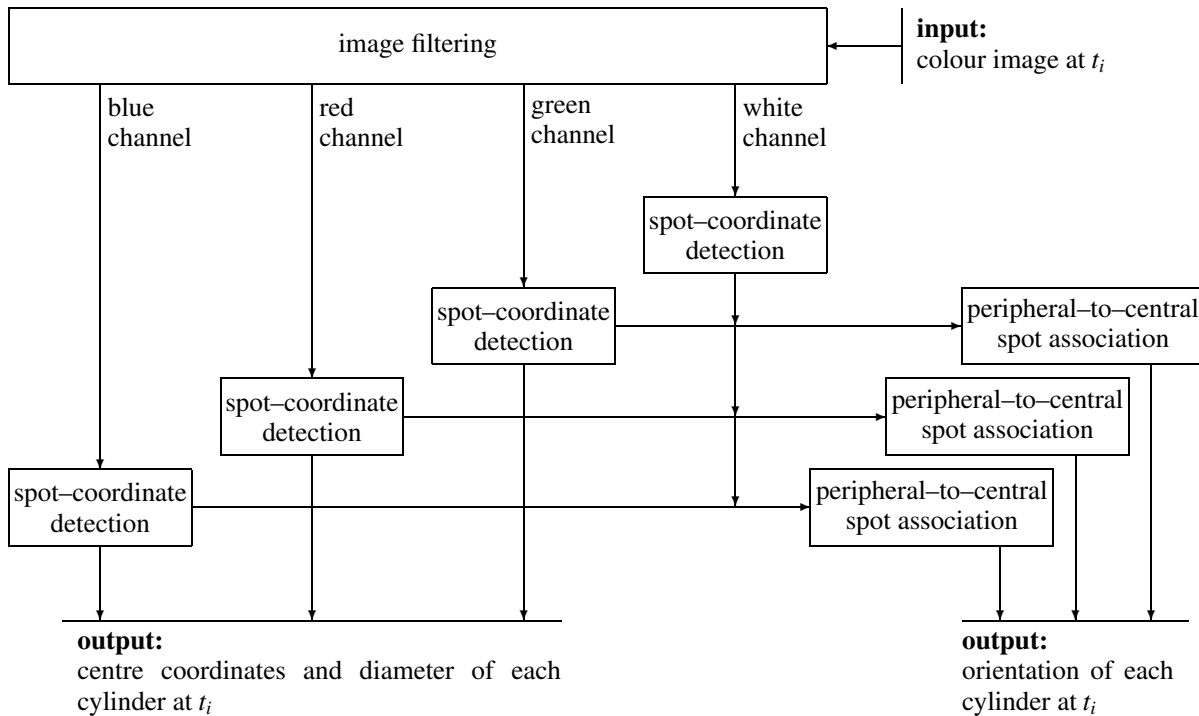 image filtering
input:
colour image at ti
blue
channel
red
channel
green
channel
white
channel
spot–coordinate
detection
spot–coordinate
detection
peripheral–to–central
spot association
spot–coordinate
detection
peripheral–to–central
spot association
spot–coordinate
detection
peripheral–to–central
spot association
output:
centre coordinates and diameter of each
cylinder at ti
output:
orientation of each
cylinder at ti